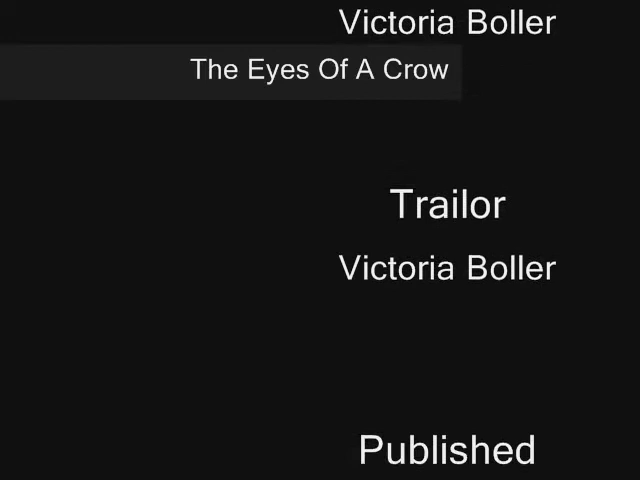 Victoria Boller
The Eyes Of A Crow
Trailor
Victoria Boller
Published